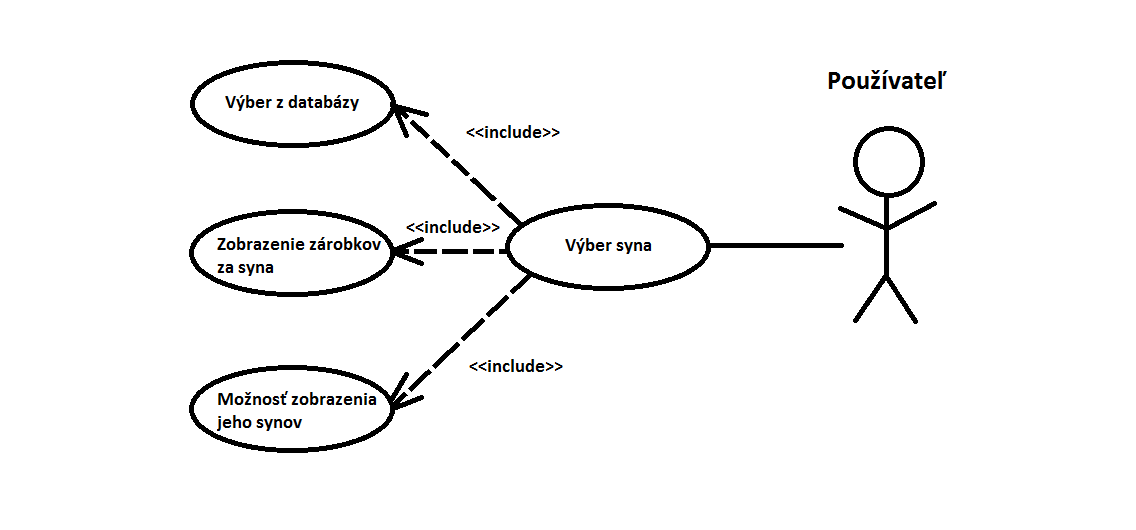 Používateľ
Výber z databázy
<<include>>
<<include>>
Zobrazenie zárobkov
za syna
Výber syna
<<include>>
Možnosť zobrazenia
jeho synov